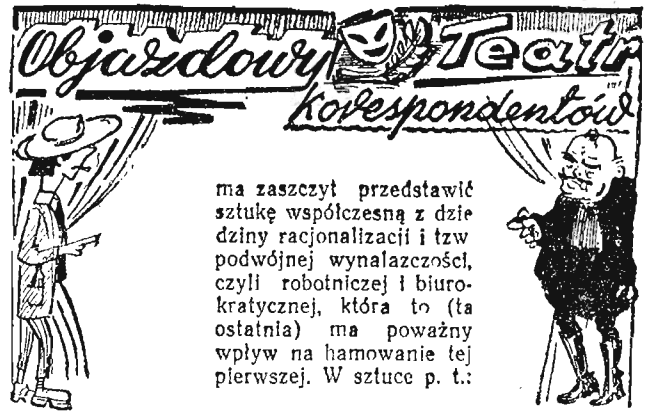 Objazdowy Teatr
korespondentów
ma zaszczyt przedstawić
sztukę współczesną z dzie
dziny racjonalizacji i tzw
podwójnej wynalazczości,
czyli robotniczej i biuro-
kratycznej, która to (ta
ostatnia) ma poważny
wpływ na hamowanie tej
pierwszej. W sztuce p. t.: